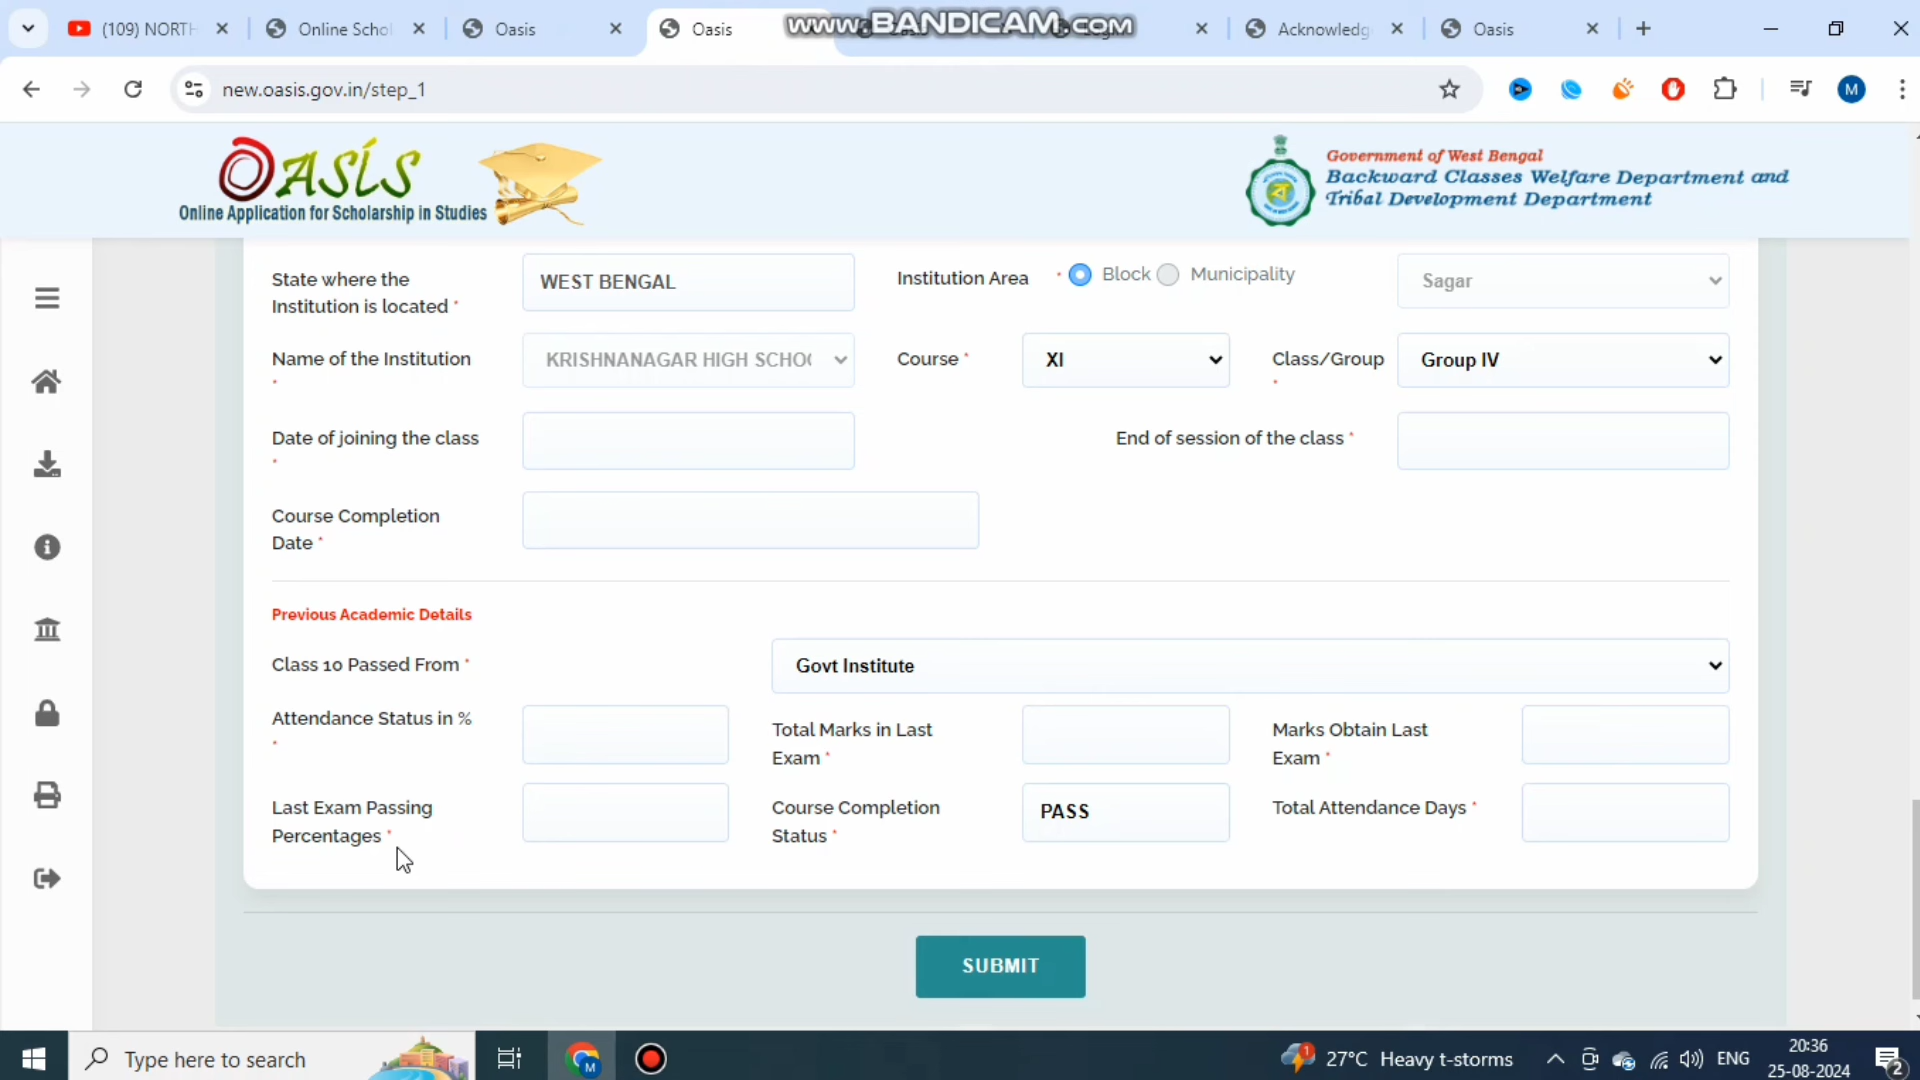 (109) NORTH
Online Schol
Oasis
Oasis
www.BANDICAM.com
Acknowledg
Oasis
new.oasis.gov.in/step_1
M
OASIS
Online Application for Scholarship in Studies
Government of West Bengal
Backward Classes Welfare Department and
Tribal Development Department
State where the
Institution is located *
WEST BENGAL
Institution Area *
Block
Municipality
Sagar
Name of the Institution
*
KRISHNANAGAR HIGH SCHOO
Course *
XI
Class/Group
*
Group IV
Date of joining the class
*
End of session of the class *
Course Completion
Date *
Previous Academic Details
Class 10 Passed From *
Govt Institute
Attendance Status in %
*
Total Marks in Last
Exam *
Marks Obtain Last
Exam *
Last Exam Passing
Percentages *
Course Completion
Status *
PASS
Total Attendance Days *
SUBMIT
Type here to search
M
1
27°C Heavy t-storms
ENG
20:36
25-08-2024
2